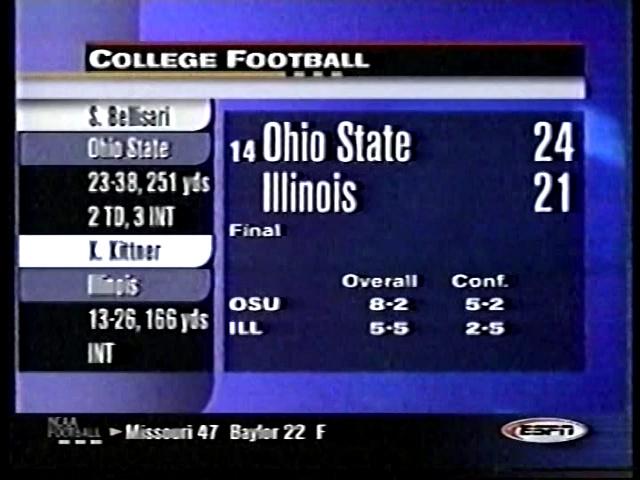 COLLEGE FOOTBALL
S. Bellisari
Ohio State
23-38, 251 yds
2 TD, 3 INT
K. Kittner
Illinois
13-26, 166 yds
INT
14 Ohio State 24
Illinois 21
Final
Overall Conf.
OSU 8-2 5-2
ILL 5-5 2-5
NCAA FOOTBALL ► Missouri 47 Baylor 22 F
ESPN